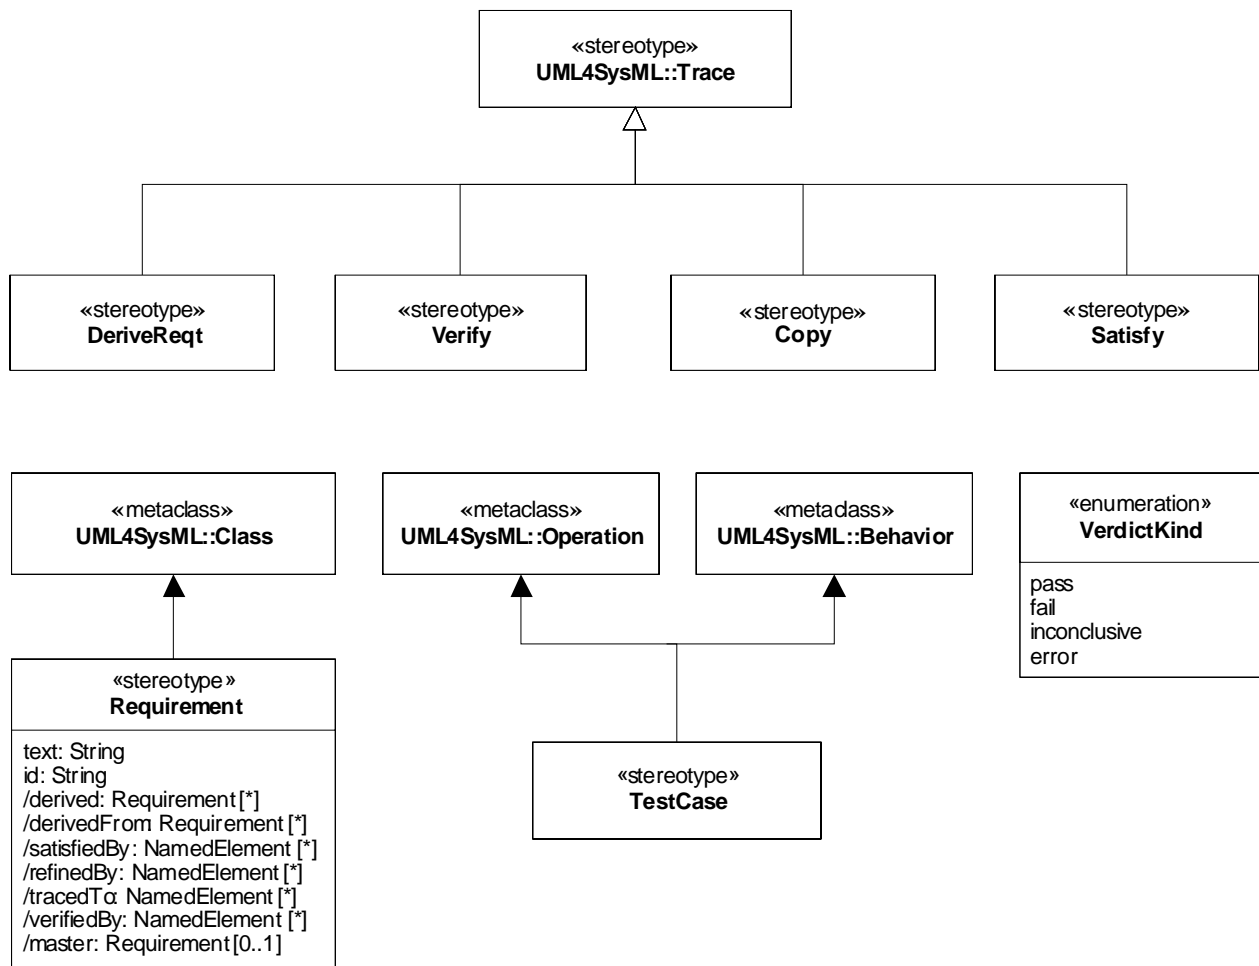 «stereotype»
UML4SysML::Trace
«stereotype»
DeriveReqt
«stereotype»
Verify
«stereotype»
Copy
«stereotype»
Satisfy
«metaclass»
UML4SysML::Class
«metaclass»
UML4SysML::Operation
«metaclass»
UML4SysML::Behavior
«enumeration»
VerdictKind
pass
fail
inconclusive
error
«stereotype»
Requirement
text: String
id: String
/derived: Requirement[*]
/derivedFrom: Requirement[*]
/satisfiedBy: NamedElement[*]
/refinedBy: NamedElement[*]
/tracedTo: NamedElement[*]
/verifiedBy: NamedElement [*]
/master: Requirement[0..1]
«stereotype»
TestCase